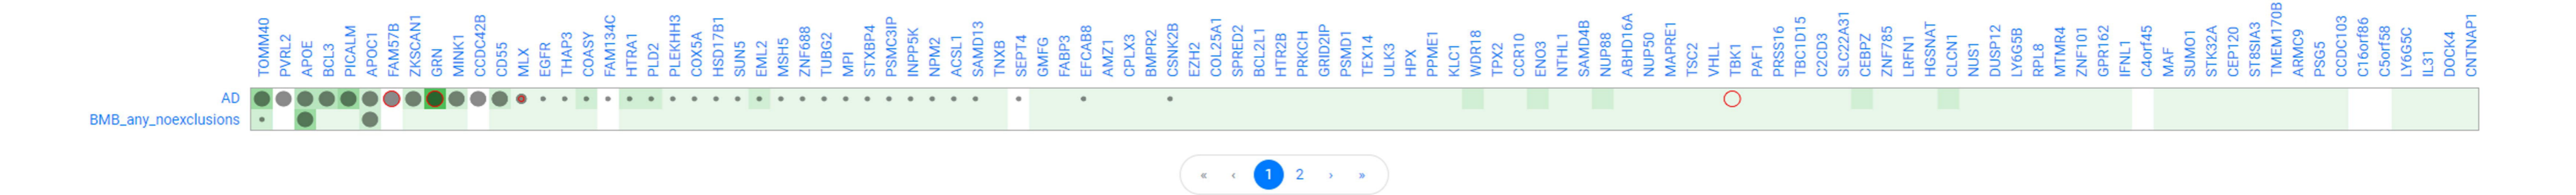 TOMM40
PVRL2
APOE
BCL3
PICALM
APOC1
FAM57B
ZKSCAN1
GRN
MINK1
CCDC42B
CD55
MLX
EGFR
THAP3
COASY
FAM134C
HTRA1
PLD2
PLEKHH3
COX5A
HSD17B1
SUN5
EML2
MSH5
ZNF688
TUBG2
MPI
STXBP4
PSMC3IP
INPP5K
NPM2
ACSL1
SAMD13
TNXB
SEPT4
GMFG
FABP3
EFCAB8
AMZ1
CPLX3
BMPR2
CSNK2B
EZH2
COL25A1
SPRED2
BCL2L1
HTR2B
PRKCH
GRID2IP
PSMD1
TEX14
ULK3
HPX
PPME1
KLC1
WDR18
TPX2
CCR10
ENO3
NTHL1
SAMD4B
NUP88
ABHD16A
NUP50
MAPRE1
TSC2
VHLL
TBK1
PAF1
PRSS16
TBC1D15
C2CD3
SLC22A31
CEBPZ
ZNF785
LRFN1
HGSNAT
CLCN1
NUS1
DUSP12
LY6G5B
RPL8
MTMR4
ZNF101
GPR162
IFNL1
C4orf45
MAF
SUMO1
STK32A
CEP120
ST8SIA3
TMEM170B
ARMC9
PSG5
CCDC103
C16orf86
C5orf58
LY6G5C
IL31
DOCK4
CNTNAP1
AD
BMB_any_noexclusions
« ‹ 1 2 › »